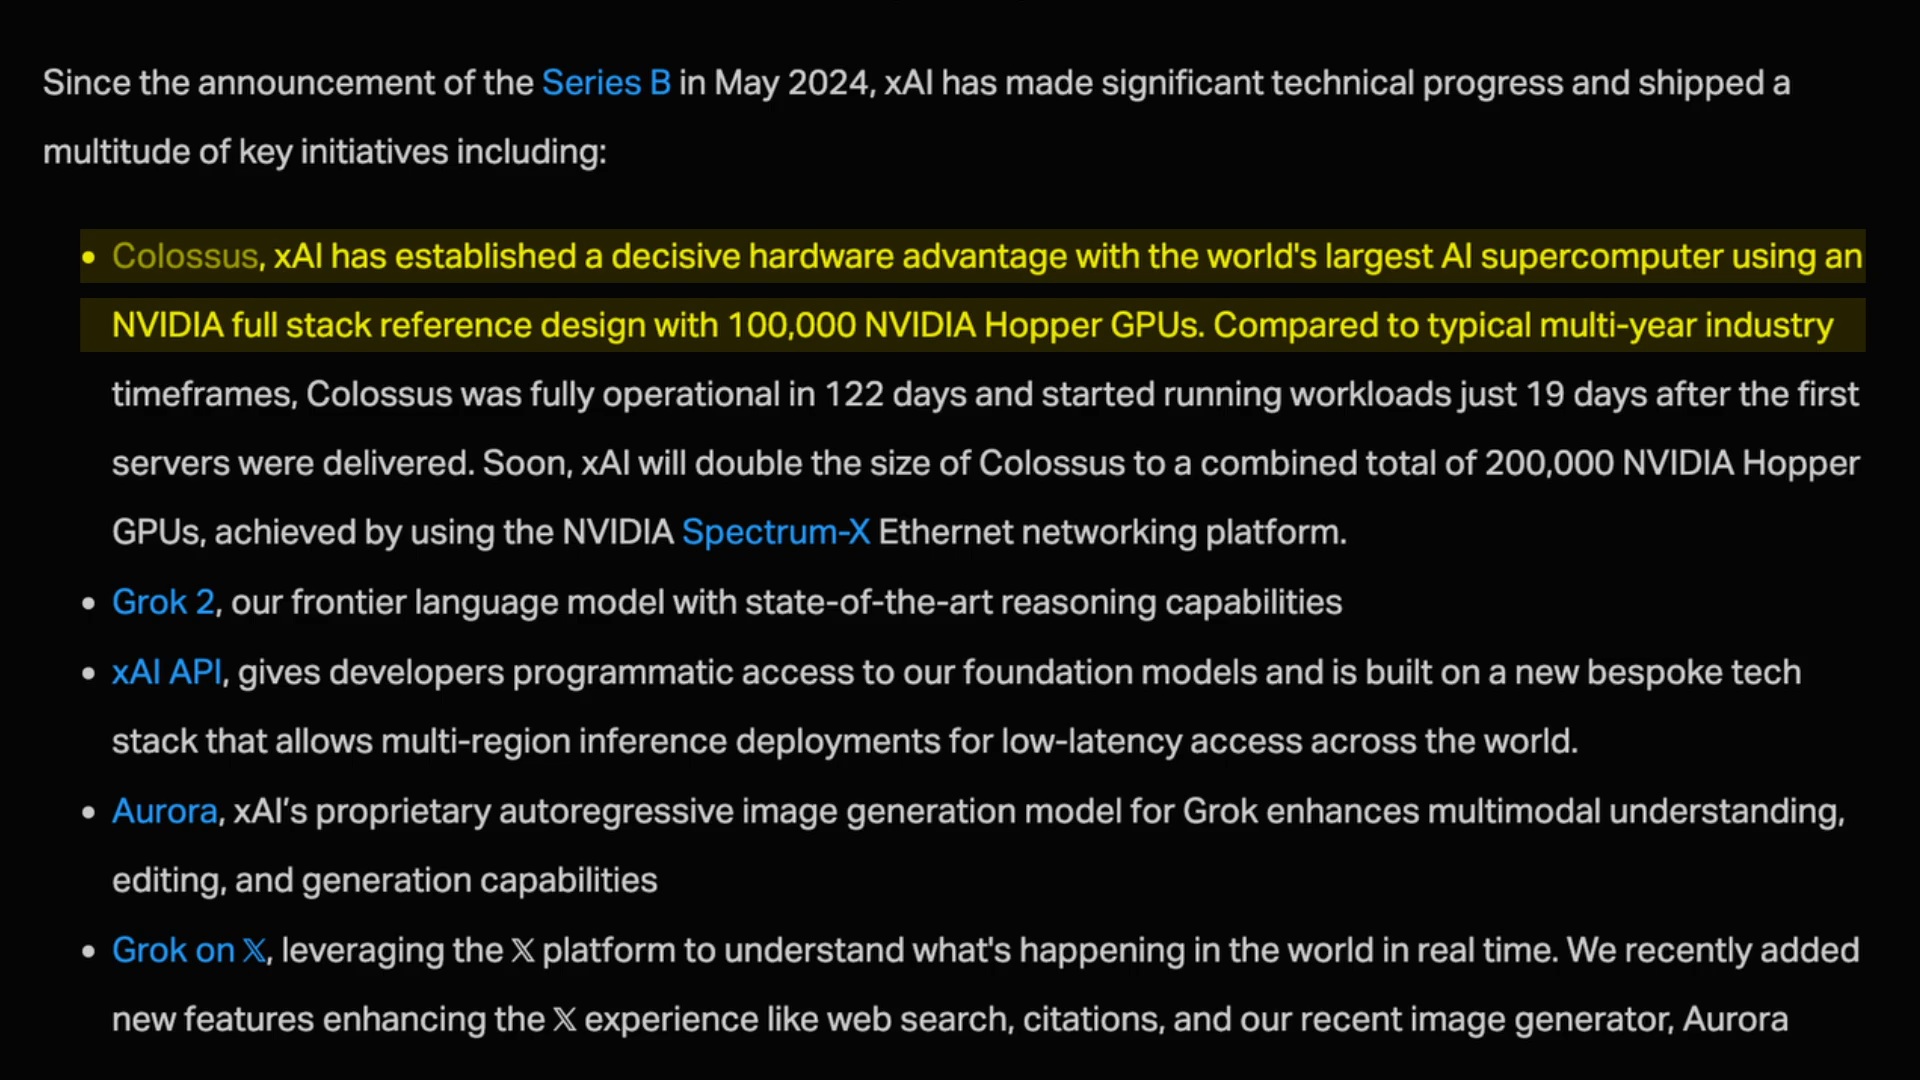 Since the announcement of the Series B in May 2024, xAI has made significant technical progress and shipped a
multitude of key initiatives including:
• Colossus, xAI has established a decisive hardware advantage with the world's largest AI supercomputer using an
NVIDIA full stack reference design with 100,000 NVIDIA Hopper GPUs. Compared to typical multi-year industry
timeframes, Colossus was fully operational in 122 days and started running workloads just 19 days after the first
servers were delivered. Soon, xAI will double the size of Colossus to a combined total of 200,000 NVIDIA Hopper
GPUs, achieved by using the NVIDIA Spectrum-X Ethernet networking platform.
• Grok 2, our frontier language model with state-of-the-art reasoning capabilities
• xAI API, gives developers programmatic access to our foundation models and is built on a new bespoke tech
stack that allows multi-region inference deployments for low-latency access across the world.
• Aurora, xAI’s proprietary autoregressive image generation model for Grok enhances multimodal understanding,
editing, and generation capabilities
• Grok on 𝕏, leveraging the 𝕏 platform to understand what's happening in the world in real time. We recently added
new features enhancing the 𝕏 experience like web search, citations, and our recent image generator, Aurora